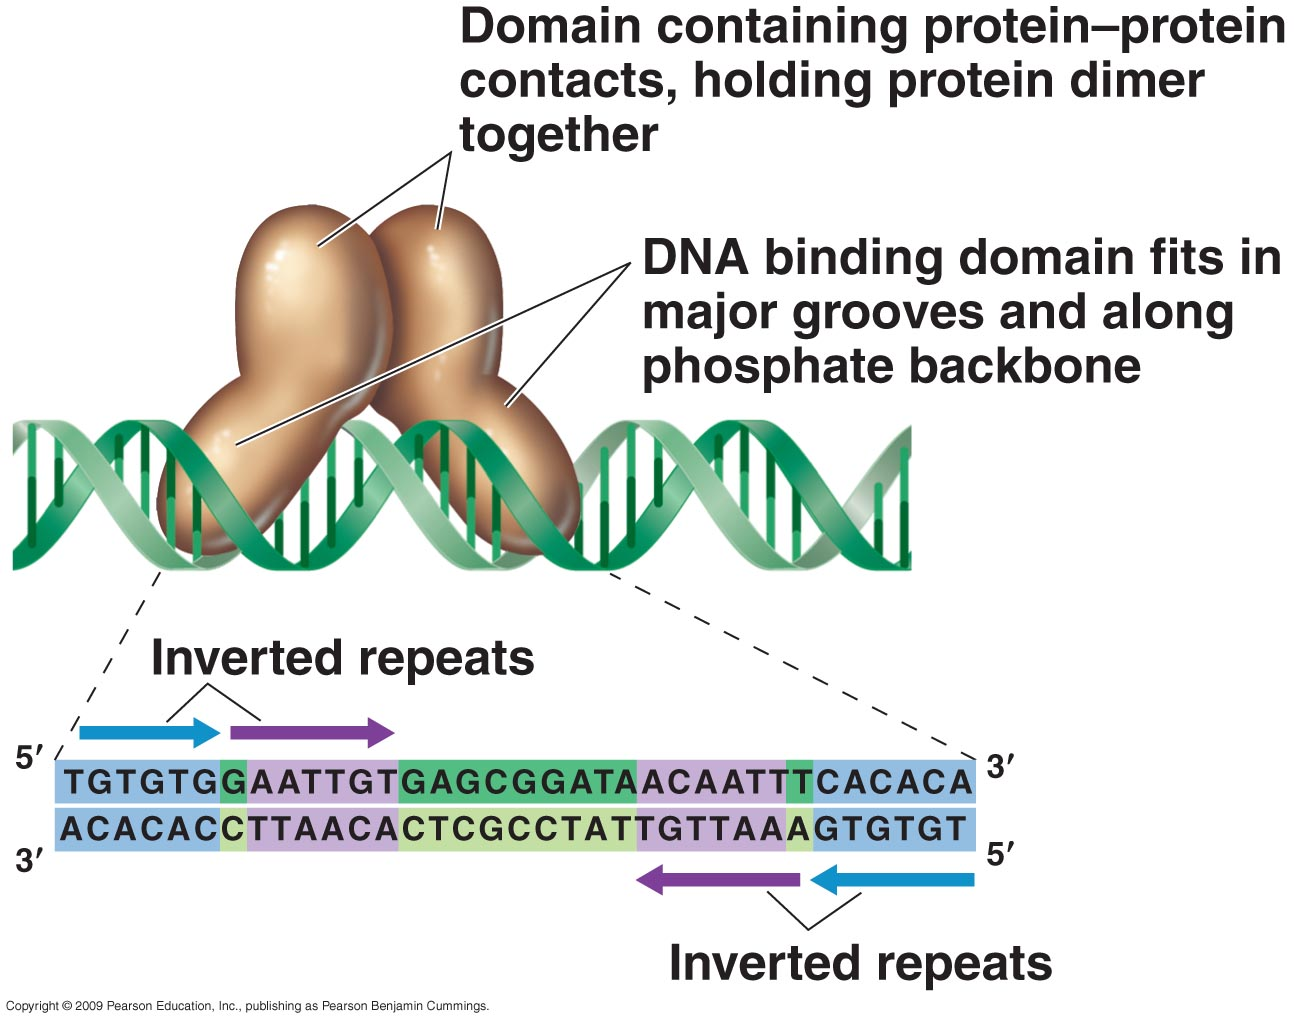 Domain containing protein–protein
contacts, holding protein dimer
together
DNA binding domain fits in
major grooves and along
phosphate backbone
Inverted repeats
5′ TGTGTGGAATTGTGAGCGGATAACAATTTCACACA 3′
3′ ACACACCTTAACACTCGCCTATTGTTAAAGTGTGT 5′
Inverted repeats
Copyright © 2009 Pearson Education, Inc., publishing as Pearson Benjamin Cummings.